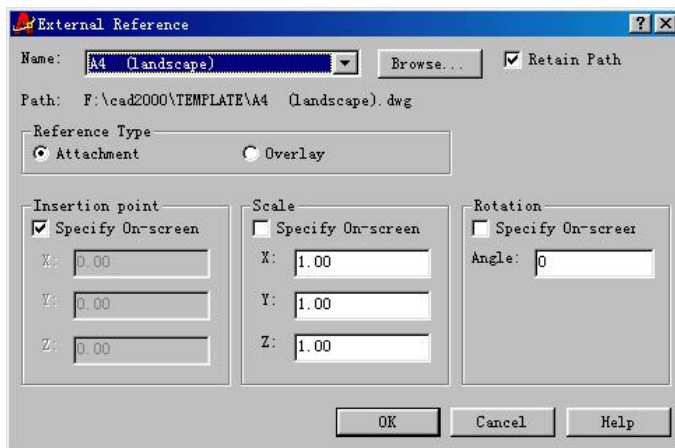 External Reference
Name: A4 (landscape) Browse... Retain Path
Path: F:\cad2000\TEMPLATE\A4 (landscape).dwg
Reference Type
Attachment Overlay
Insertion point Scale Rotation
Specify On-screen Specify On-screen Specify On-screer
X: 0.00 X: 1.00 Angle: 0
Y: 0.00 Y: 1.00
Z: 0.00 Z: 1.00
OK Cancel Help